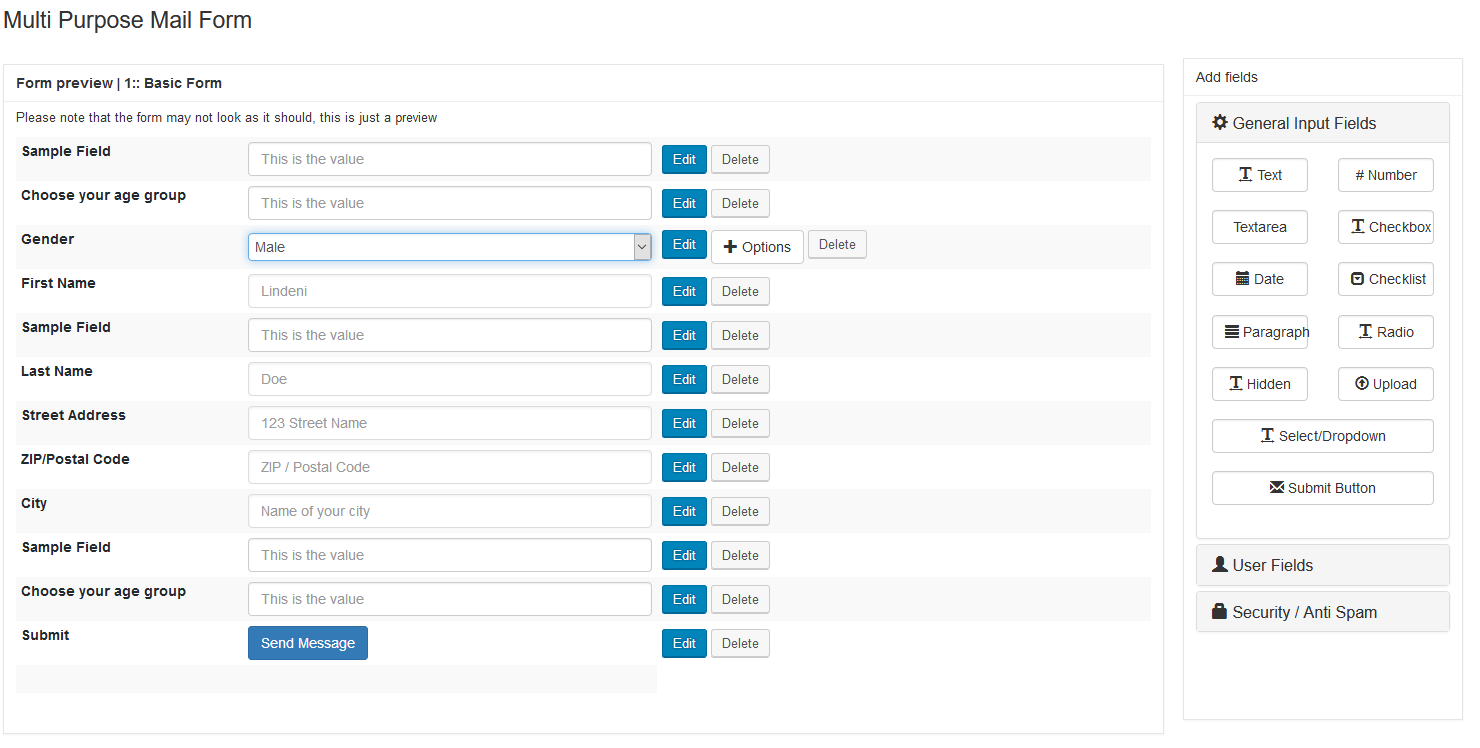 Multi Purpose Mail Form
Form preview | 1:: Basic Form
Please note that the form may not look as it should, this is just a preview
Sample Field This is the value Edit Delete
Choose your age group This is the value Edit Delete
Gender Male Edit Options Delete
First Name Lindeni Edit Delete
Sample Field This is the value Edit Delete
Last Name Doe Edit Delete
Street Address 123 Street Name Edit Delete
ZIP/Postal Code ZIP / Postal Code Edit Delete
City Name of your city Edit Delete
Sample Field This is the value Edit Delete
Choose your age group This is the value Edit Delete
Submit Send Message Edit Delete
Add fields
General Input Fields
Text # Number
Textarea Checkbox
Date Checklist
Paragraph Radio
Hidden Upload
Select/Dropdown
Submit Button
User Fields
Security / Anti Spam